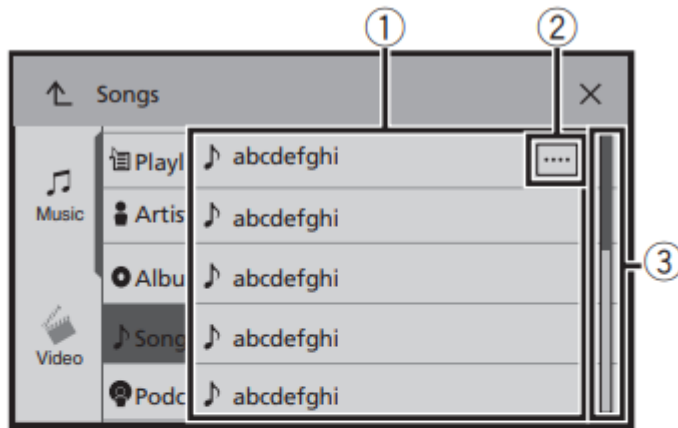 ① ②
Songs
Playl abcdefghi
Music
Artis abcdefghi
③
Albu abcdefghi
Song abcdefghi
Video
Podc abcdefghi